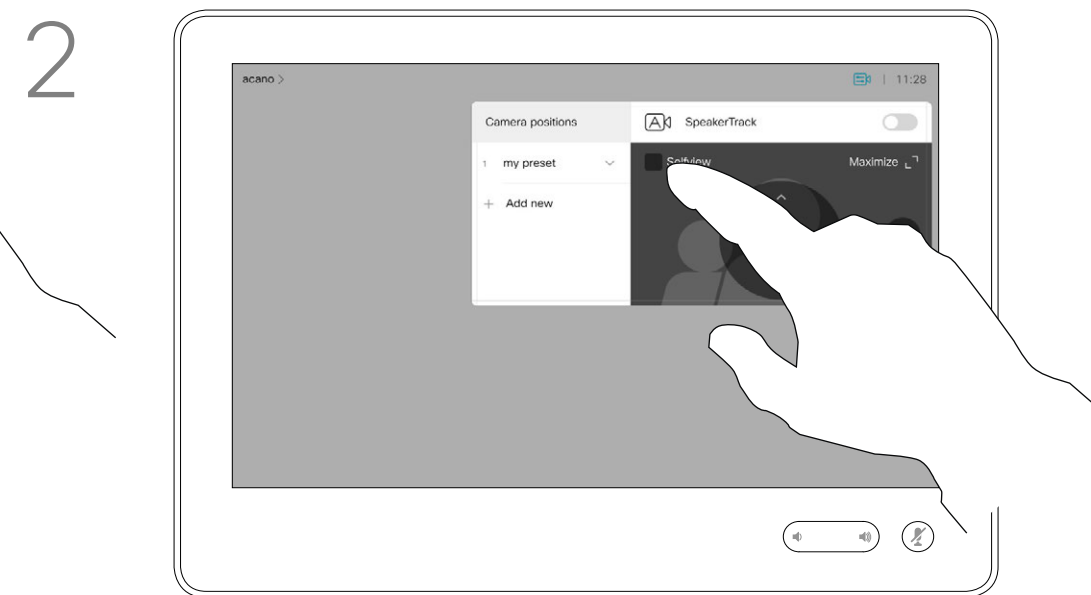 2
acano >
11:28
Camera positions
SpeakerTrack
1 my preset
Selfview
Maximize
+ Add new